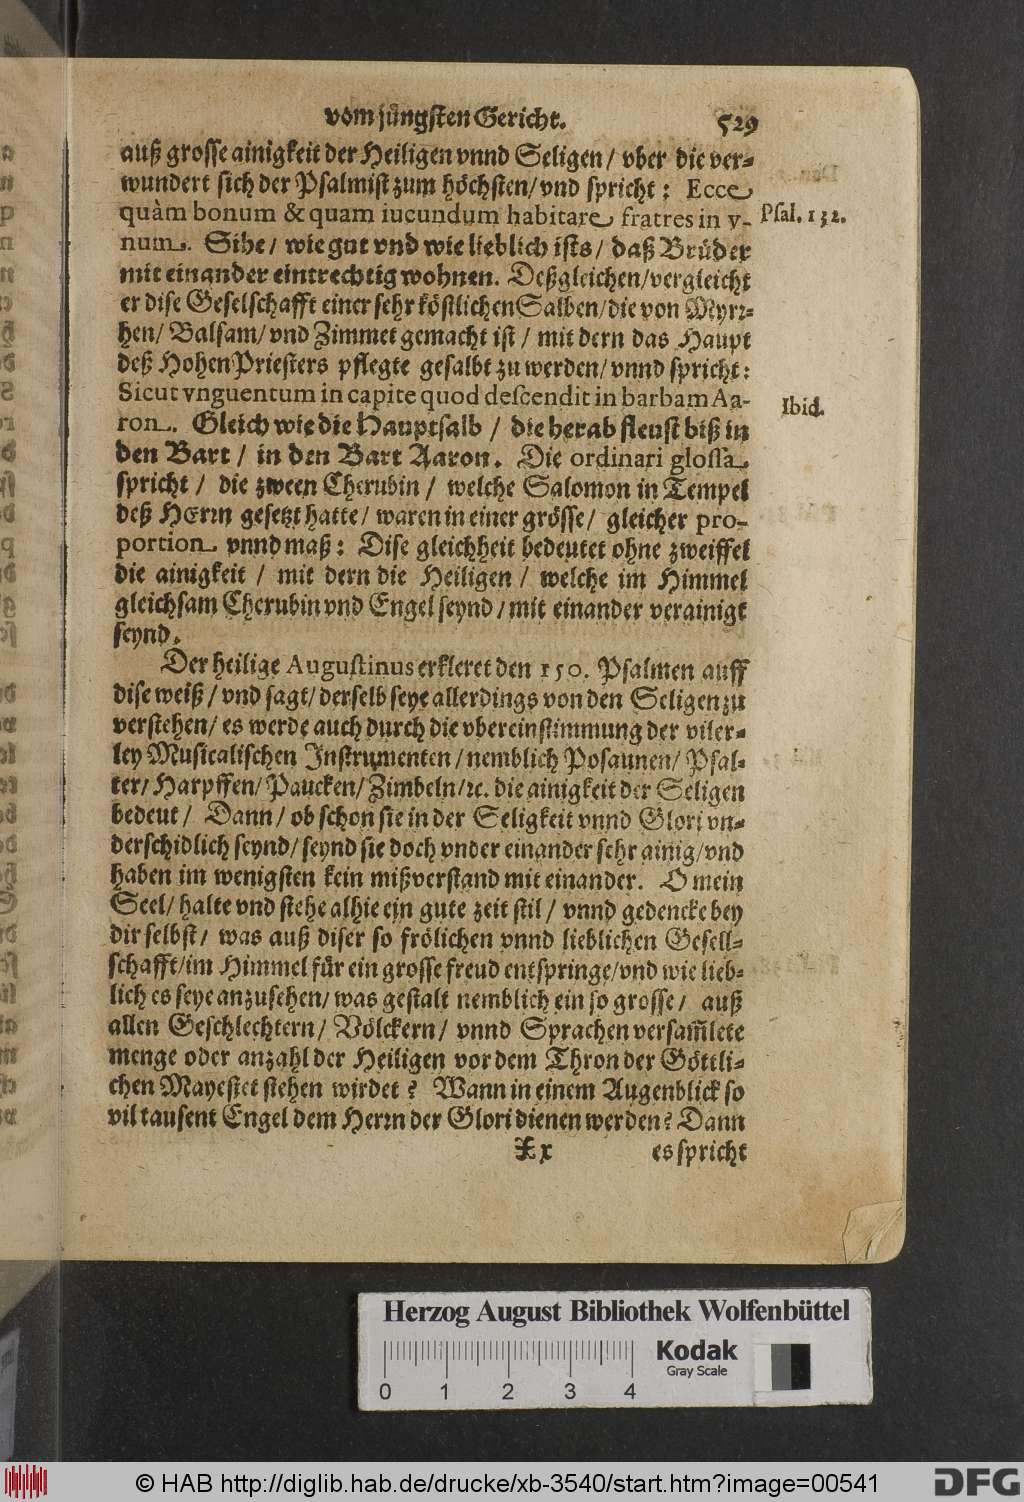 vom jüngsten Gericht. 529
auß grosse ainigkeit der Heiligen vnnd Seligen / vber die ver-
wundert sich der Psalmist zum höchsten / vnd spricht: Ecce
quàm bonum & quam iucundum habitare fratres in v- Psal. 132.
num. Sihe / wie gut vnd wie lieblich ists / daß Brüder
mit einander eintrechtig wohnen. Deßgleichen / vergleicht
er dise Geselschafft einer sehr köstlichen Salben / die von Myrr-
hen / Balsam / vnd Zimmet gemacht ist / mit dern das Haupt
deß Hohen Priesters pflegte gesalbt zu werden / vnnd spricht:
Sicut vnguentum in capite quod descendit in barbam Aa- Ibid.
ron. Gleich wie die Hauptsalb / die herab fleust biß in
den Bart / in den Bart Aaron. Die ordinari glossa
spricht / die zween Cherubin / welche Salomon in Tempel
deß HErrn gesetzt hatte / waren in einer grösse / gleicher pro-
portion vnnd maß: Dise gleichheit bedeutet ohne zweiffel
die ainigkeit / mit dern die Heiligen / welche im Himmel
gleichsam Cherubin vnd Engel seynd / mit einander verainigt
seynd.
Der heilige Augustinus erkleret den 150. Psalmen auff
dise weiß / vnd sagt / derselb seye allerdings von den Seligen zu
verstehen / es werde auch durch die vbereinstimmung der viler-
ley Musicalischen Instrumenten / nemblich Posaunen / Psal-
ter / Harpffen / Paucken / Zimbeln / ꝛc. die ainigkeit der Seligen
bedeut / Dann / ob schon sie in der Seligkeit vnnd Glori vn-
derschidlich seynd / seynd sie doch vnder einander sehr ainig / vnd
haben im wenigsten kein mißverstand mit einander. O mein
Seel / halte vnd stehe alhie ein gute zeit stil / vnnd gedencke bey
dir selbst / was auß diser so frölichen vnnd lieblichen Gesell-
schafft / im Himmel für ein grosse freud entspringe / vnd wie lieb-
lich es seye anzusehen / was gestalt nemblich ein so grosse / auß
allen Geschlechtern / Völckern / vnnd Sprachen versam̃lete
menge oder anzahl der Heiligen vor dem Thron der Göttli-
chen Mayestet stehen wirdet? Wann in einem Augenblick so
vil tausent Engel dem Herrn der Glori dienen werden? Dann
Xx es spricht
Herzog August Bibliothek Wolfenbüttel
Kodak
Gray Scale
0 1 2 3 4
© HAB http://diglib.hab.de/drucke/xb-3540/start.htm?image=00541
DFG